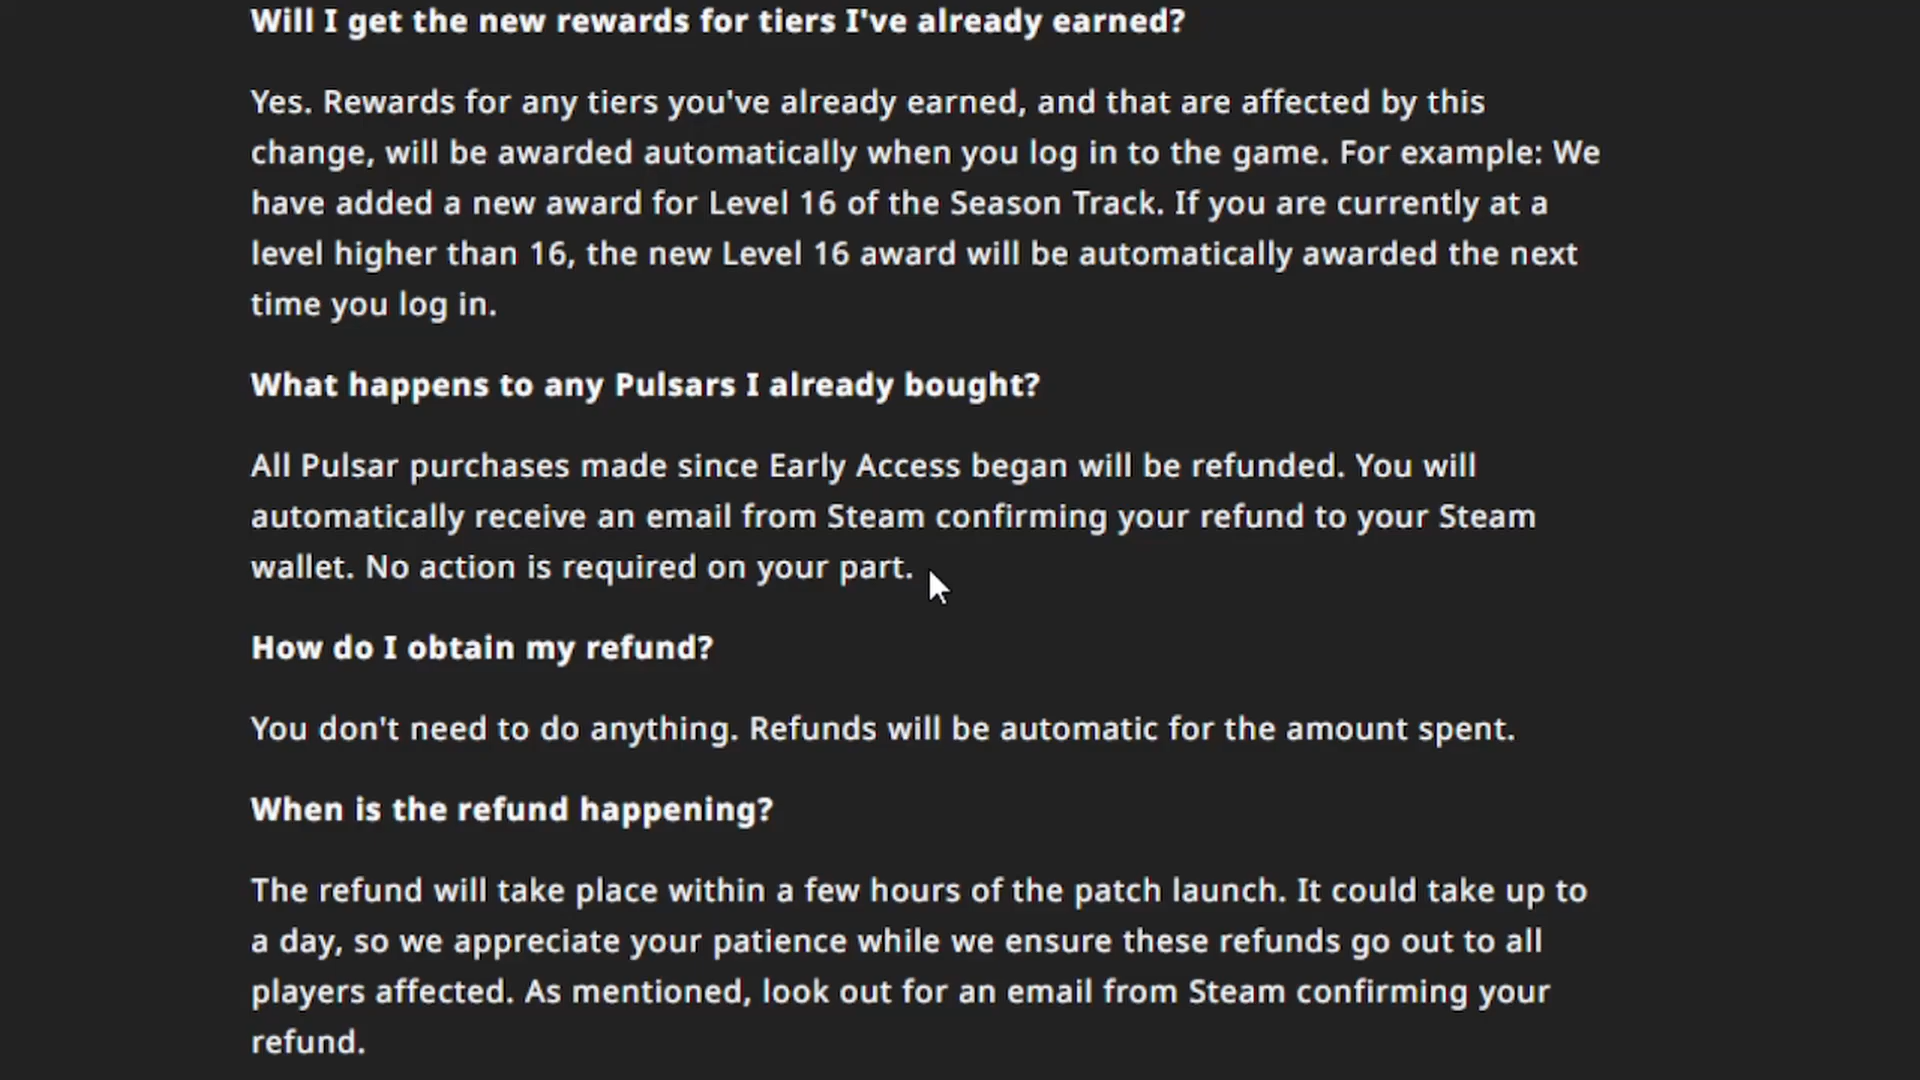 Will I get the new rewards for tiers I've already earned?
Yes. Rewards for any tiers you've already earned, and that are affected by this
change, will be awarded automatically when you log in to the game. For example: We
have added a new award for Level 16 of the Season Track. If you are currently at a
level higher than 16, the new Level 16 award will be automatically awarded the next
time you log in.
What happens to any Pulsars I already bought?
All Pulsar purchases made since Early Access began will be refunded. You will
automatically receive an email from Steam confirming your refund to your Steam
wallet. No action is required on your part.
How do I obtain my refund?
You don't need to do anything. Refunds will be automatic for the amount spent.
When is the refund happening?
The refund will take place within a few hours of the patch launch. It could take up to
a day, so we appreciate your patience while we ensure these refunds go out to all
players affected. As mentioned, look out for an email from Steam confirming your
refund.